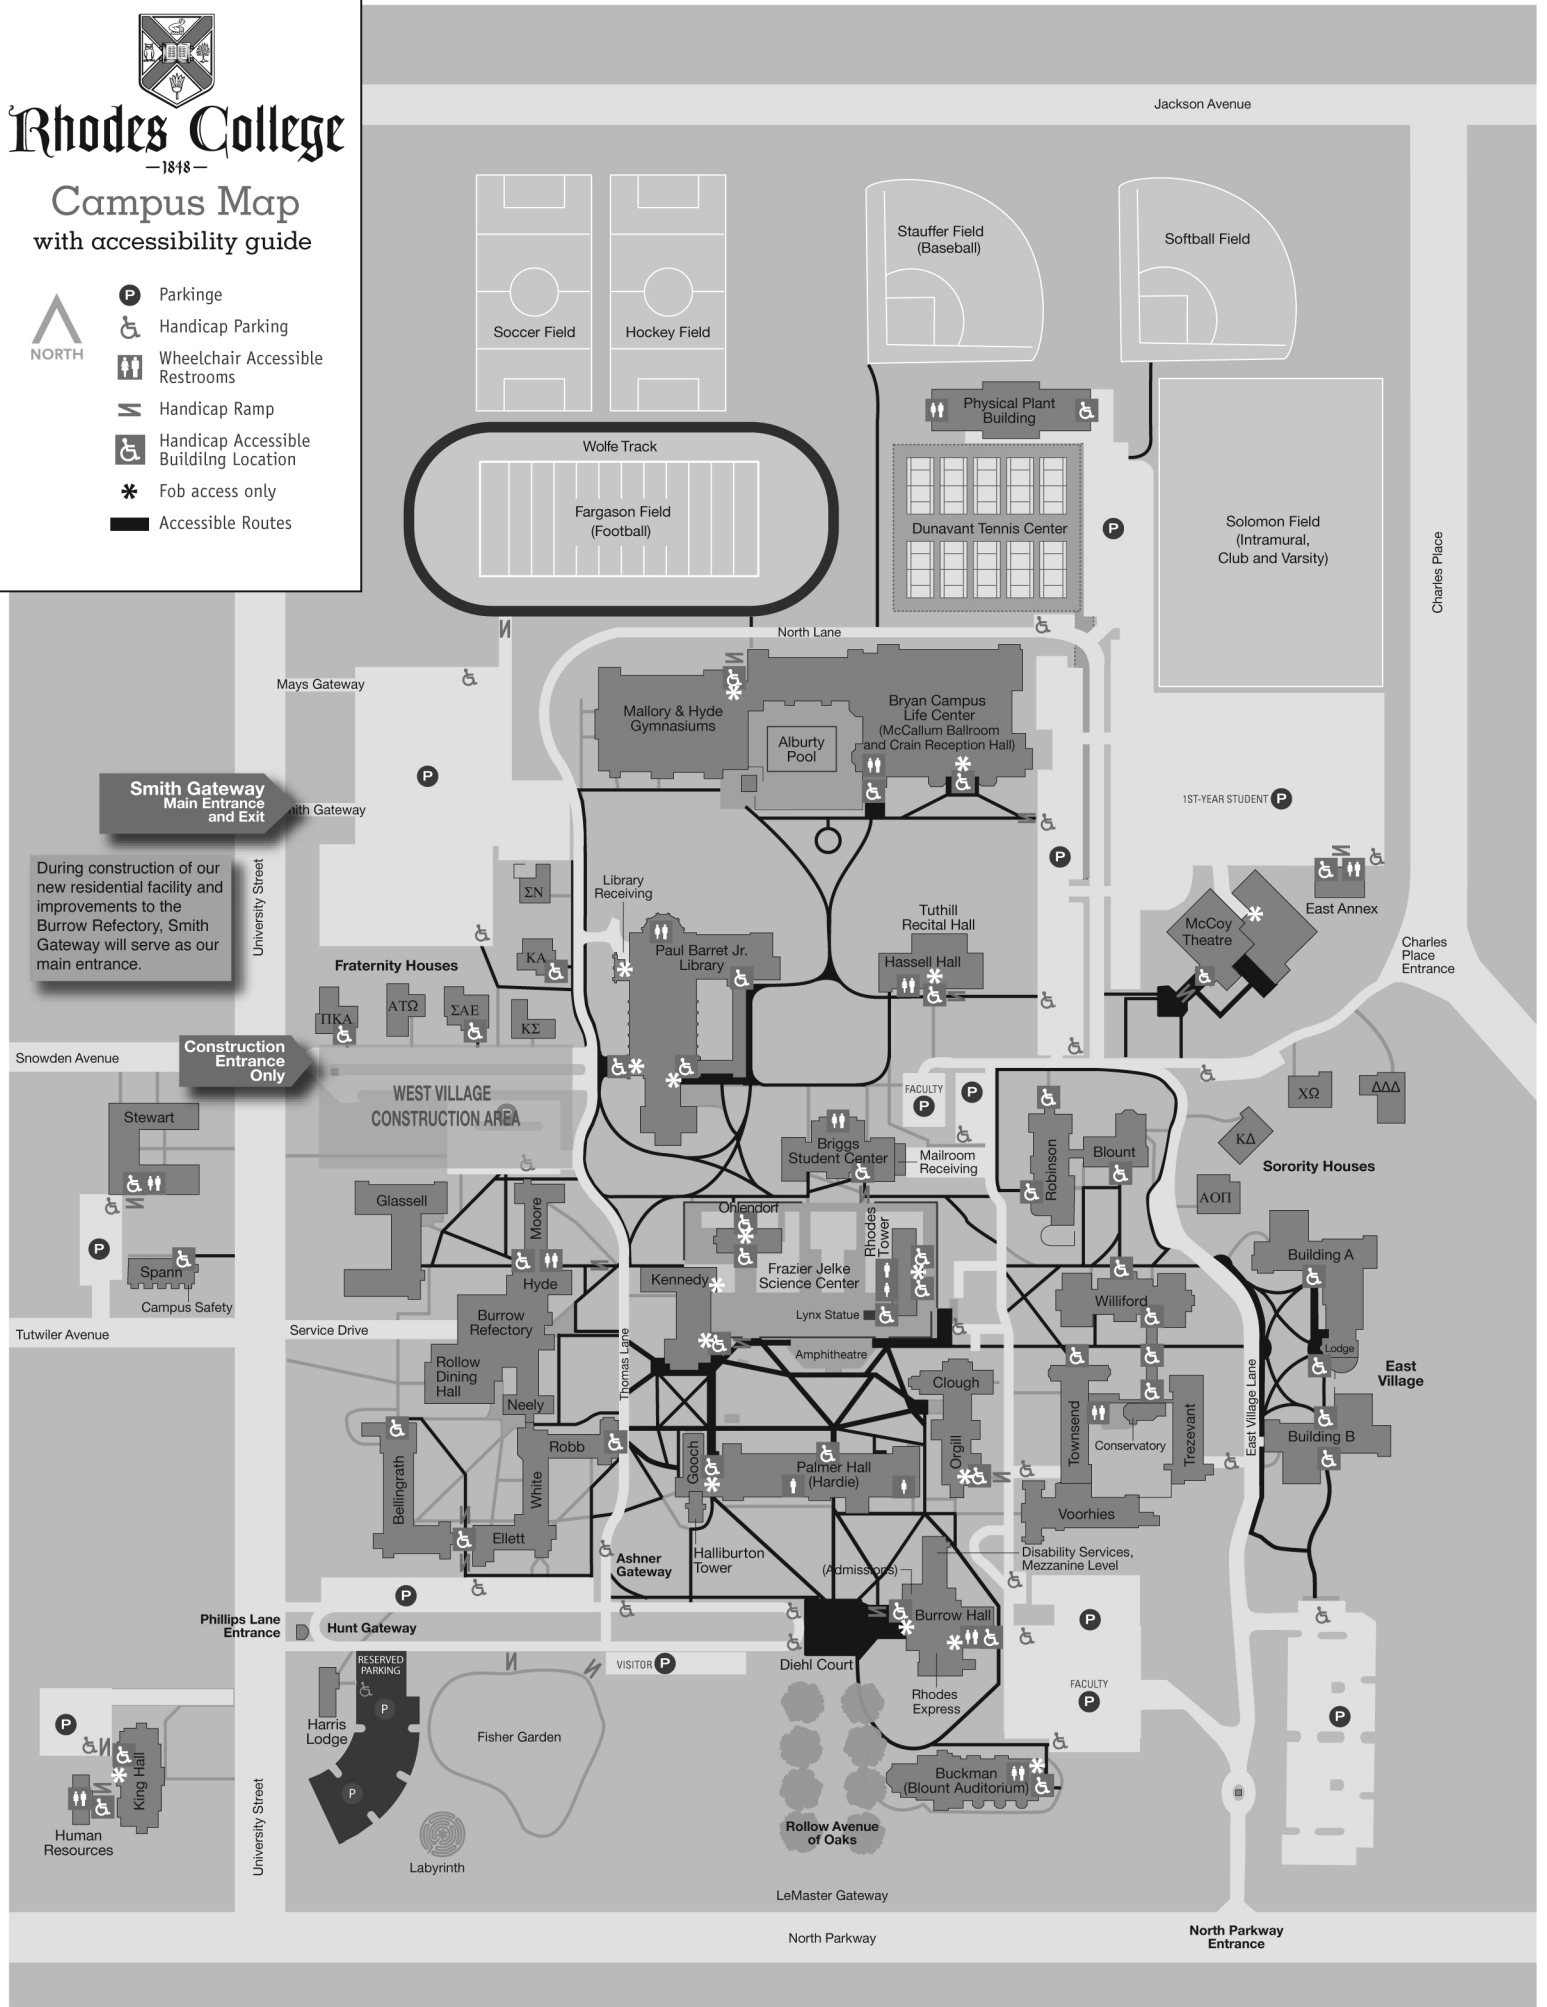 Rhodes College
—1848—
Campus Map
with accessibility guide
NORTH
P
Parkinge
Handicap Parking
Wheelchair Accessible
Restrooms
Handicap Ramp
Handicap Accessible
Buildilng Location
Fob access only
Accessible Routes
Jackson Avenue
Stauffer Field
(Baseball)
Softball Field
Soccer Field
Hockey Field
Physical Plant
Building
Wolfe Track
Fargason Field
(Football)
Dunavant Tennis Center
P
Solomon Field
(Intramural,
Club and Varsity)
Charles Place
North Lane
Mays Gateway
Mallory & Hyde
Gymnasiums
Bryan Campus
Life Center
(McCallum Ballroom
and Crain Reception Hall)
Alburty
Pool
P
Smith Gateway
Main Entrance
and Exit
ith Gateway
1ST-YEAR STUDENT P
P
During construction of our
new residential facility and
improvements to the
Burrow Refectory, Smith
Gateway will serve as our
main entrance.
University Street
ΣΝ
Library
Receiving
Tuthill
Recital Hall
McCoy
Theatre
East Annex
Fraternity Houses
ΚΑ
Paul Barret Jr.
Library
Hassell Hall
Charles
Place
Entrance
ΠΚΑ
ΑΤΩ
ΣΑΕ
ΚΣ
Snowden Avenue
Construction
Entrance
Only
WEST VILLAGE
CONSTRUCTION AREA
P
FACULTY
P
P
ΧΩ
ΔΔΔ
ΚΔ
Stewart
Briggs
Student Center
Mailroom
Receiving
Robinson
Blount
Sorority Houses
ΑΟΠ
Glassell
Moore
Ohlendorf
Rhodes
Tower
P
Spann
Campus Safety
Hyde
Kennedy
Frazier Jelke
Science Center
Building A
Burrow
Refectory
Lynx Statue
Williford
Tutwiler Avenue
Service Drive
Thomas Lane
Amphitheatre
Lodge
East
Village
Rollow
Dining
Hall
Neely
Clough
East Village Lane
Robb
Gooch
Palmer Hall
(Hardie)
Orgill
Townsend
Conservatory
Trezevant
Building B
Bellingrath
White
Voorhies
Ellett
Ashner
Gateway
Halliburton
Tower
(Admissions)
Disability Services,
Mezzanine Level
P
Phillips Lane
Entrance
Hunt Gateway
Burrow Hall
P
RESERVED
PARKING
VISITOR P
Diehl Court
FACULTY
P
P
P
Harris
Lodge
P
Fisher Garden
Rhodes
Express
P
King Hall
P
Buckman
(Blount Auditorium)
Human
Resources
University Street
Labyrinth
Rollow Avenue
of Oaks
LeMaster Gateway
North Parkway
North Parkway
Entrance